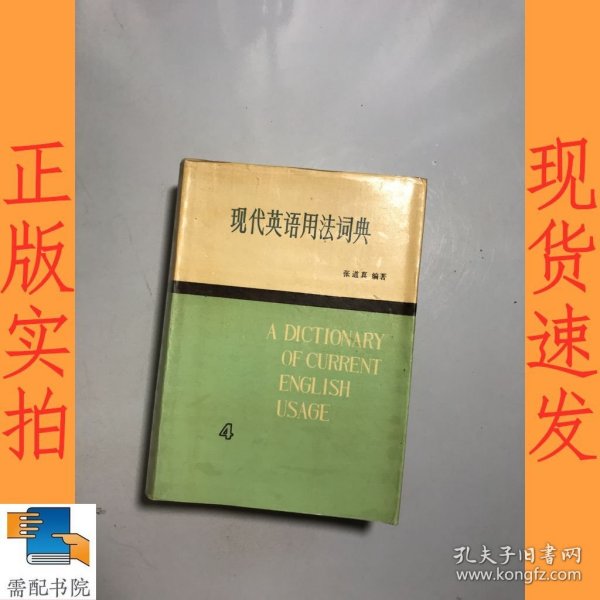 正版实拍
现代英语用法词典
张道真 编著
A DICTIONARY
OF CURRENT
ENGLISH
USAGE
4
现货速发
需配书院
孔夫子旧书网
www.kongfz.com